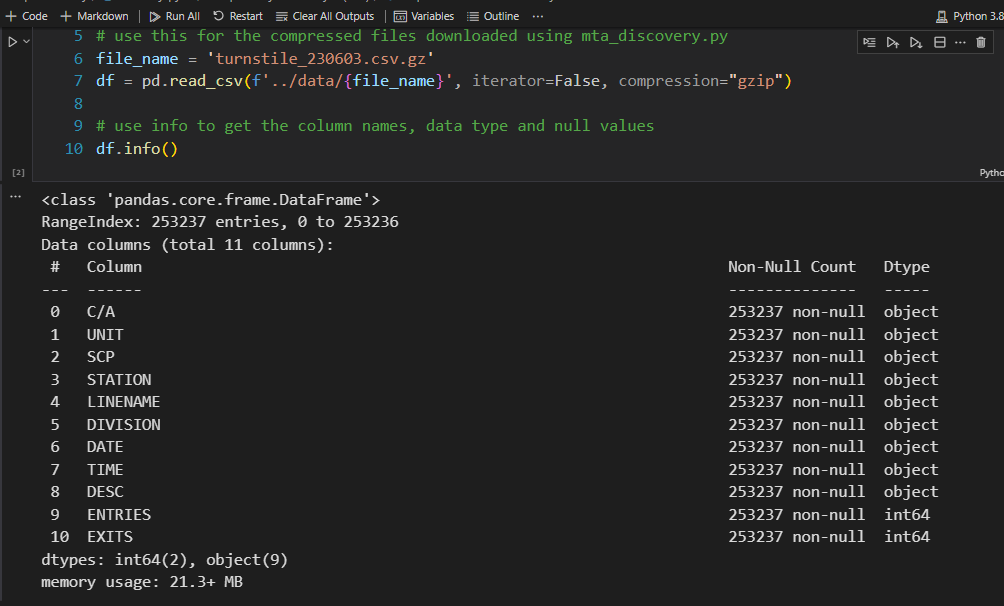 + Code + Markdown | Run All Restart Clear All Outputs | Variables Outline ... Python 3.8
5 # use this for the compressed files downloaded using mta_discovery.py
6 file_name = 'turnstile_230603.csv.gz'
7 df = pd.read_csv(f'../data/{file_name}', iterator=False, compression="gzip")
8
9 # use info to get the column names, data type and null values
10 df.info()
[2] Pytho
... <class 'pandas.core.frame.DataFrame'>
RangeIndex: 253237 entries, 0 to 253236
Data columns (total 11 columns):
# Column Non-Null Count Dtype
--- ------ -------------- -----
0 C/A 253237 non-null object
1 UNIT 253237 non-null object
2 SCP 253237 non-null object
3 STATION 253237 non-null object
4 LINENAME 253237 non-null object
5 DIVISION 253237 non-null object
6 DATE 253237 non-null object
7 TIME 253237 non-null object
8 DESC 253237 non-null object
9 ENTRIES 253237 non-null int64
10 EXITS 253237 non-null int64
dtypes: int64(2), object(9)
memory usage: 21.3+ MB